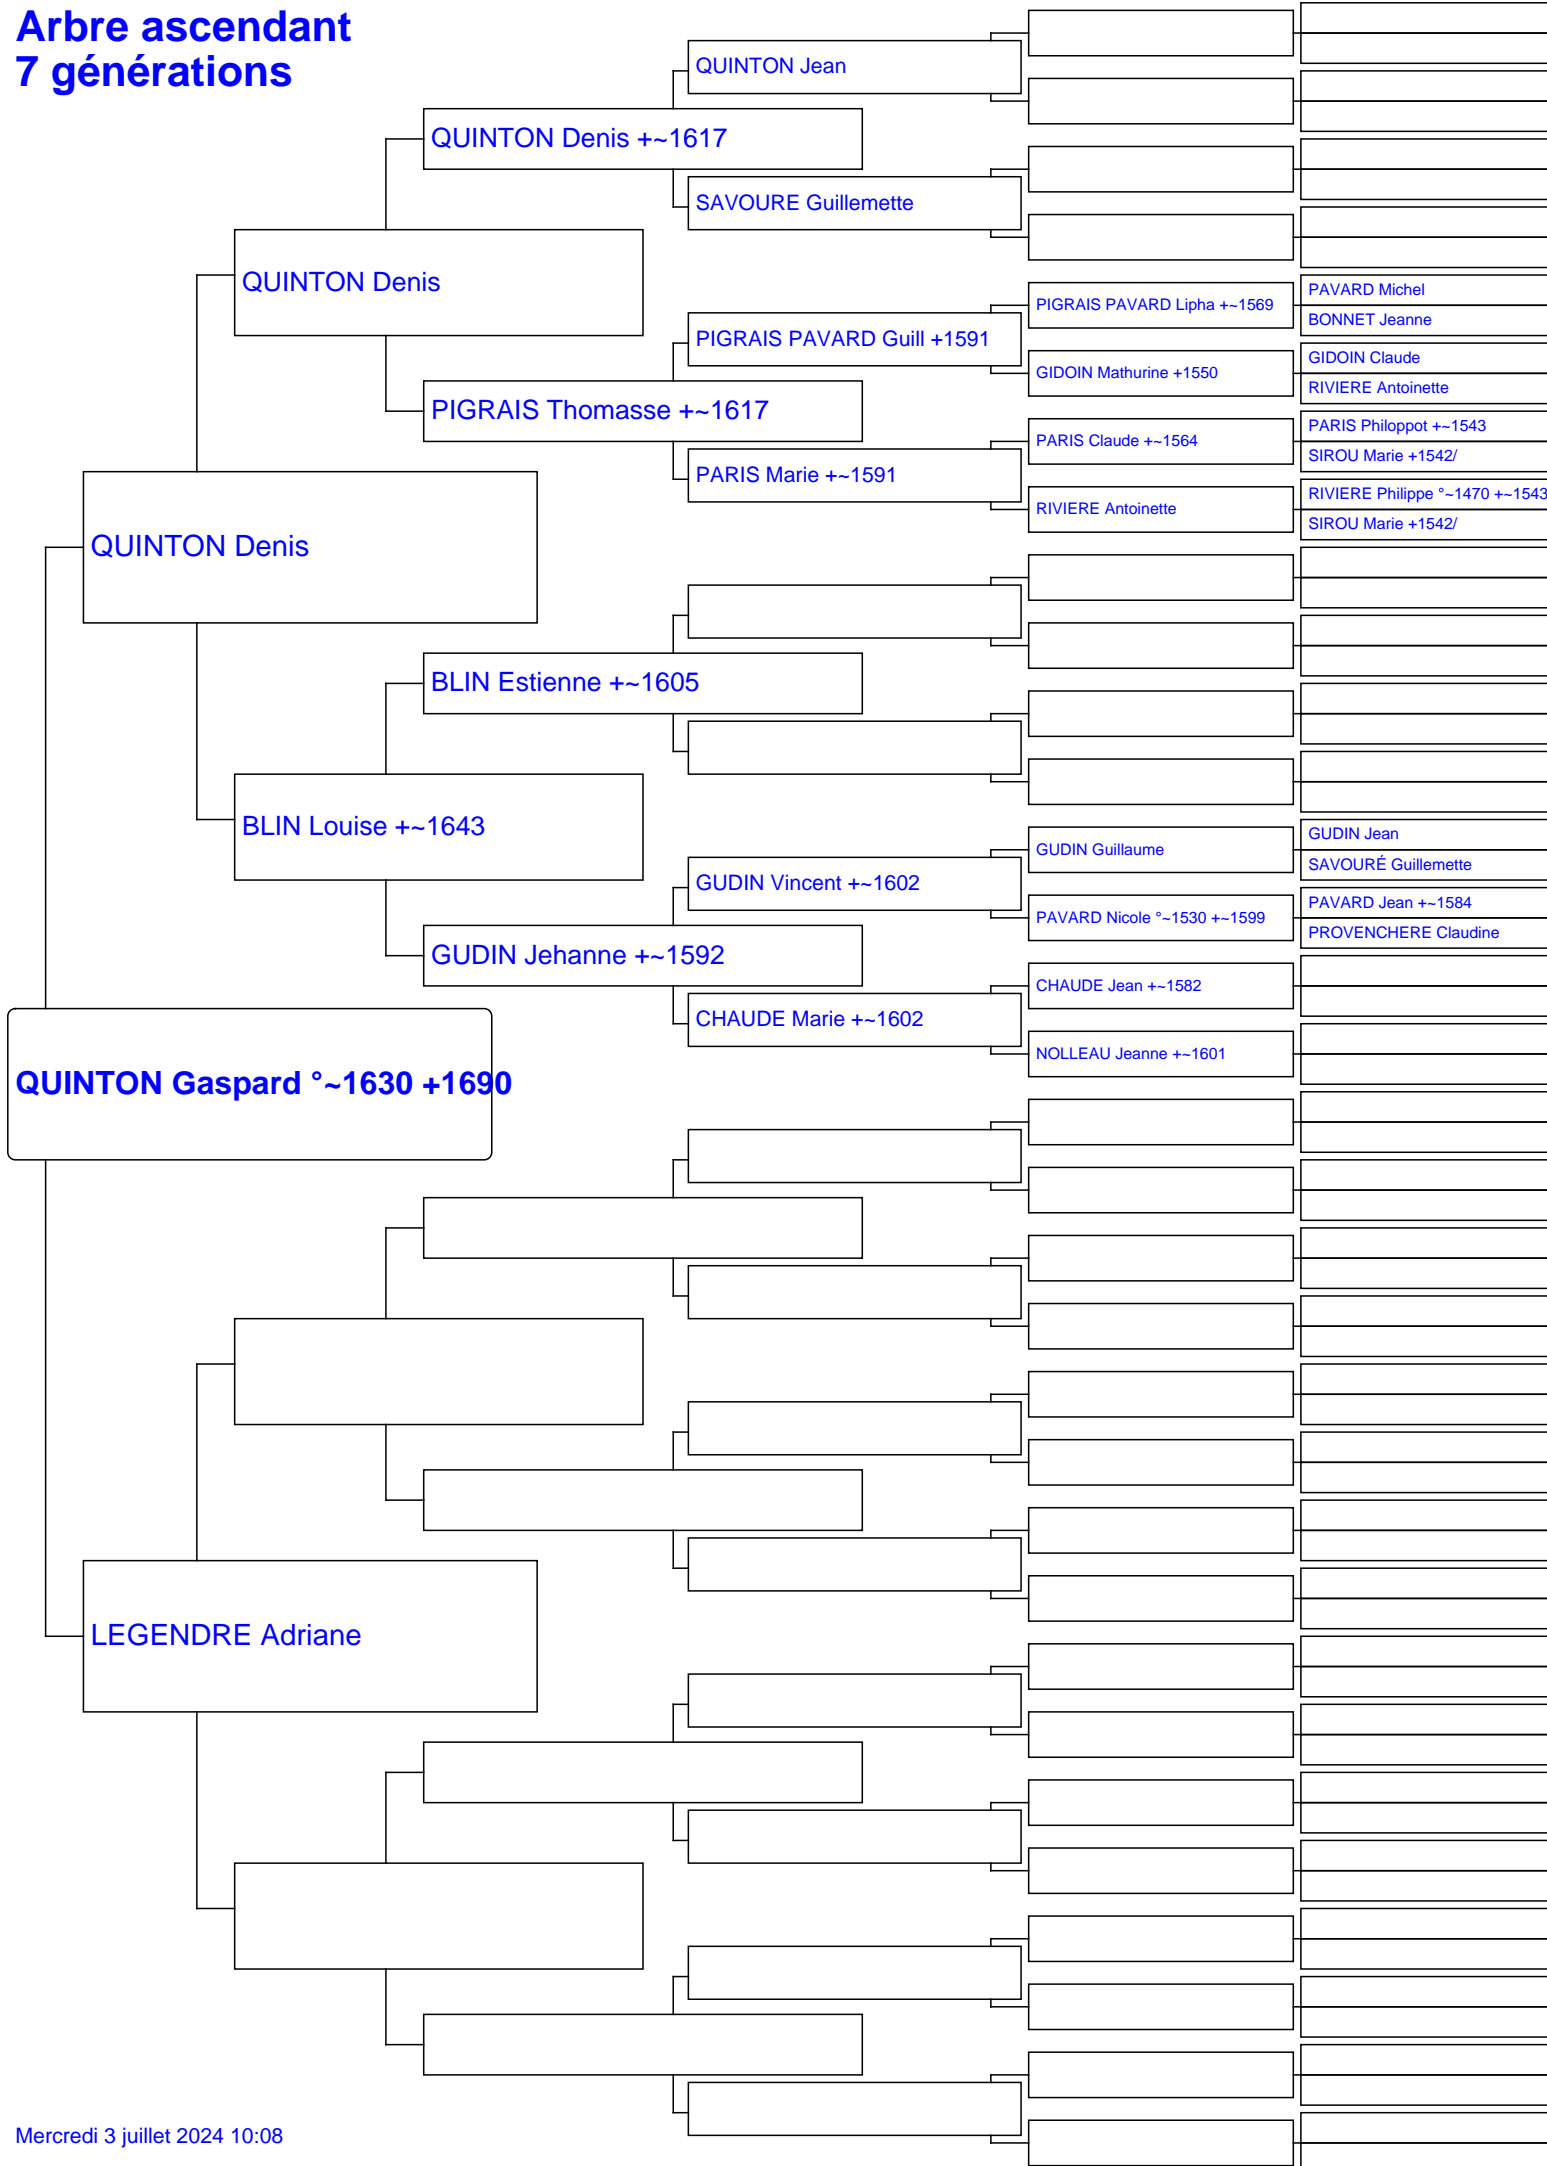 Arbre ascendant
7 générations
QUINTON Jean
QUINTON Denis +~1617
SAVOURE Guillemette
QUINTON Denis
PIGRAIS PAVARD Lipha +~1569
PAVARD Michel
BONNET Jeanne
PIGRAIS PAVARD Guill +1591
GIDOIN Mathurine +1550
GIDOIN Claude
RIVIERE Antoinette
PIGRAIS Thomasse +~1617
PARIS Claude +~1564
PARIS Philoppot +~1543
SIROU Marie +1542/
PARIS Marie +~1591
RIVIERE Antoinette
RIVIERE Philippe °~1470 +~1543
SIROU Marie +1542/
QUINTON Denis
BLIN Estienne +~1605
BLIN Louise +~1643
GUDIN Guillaume
GUDIN Jean
SAVOURÉ Guillemette
GUDIN Vincent +~1602
PAVARD Nicole °~1530 +~1599
PAVARD Jean +~1584
PROVENCHERE Claudine
GUDIN Jehanne +~1592
CHAUDE Jean +~1582
CHAUDE Marie +~1602
NOLLEAU Jeanne +~1601
QUINTON Gaspard °~1630 +1690
LEGENDRE Adriane
Mercredi 3 juillet 2024 10:08